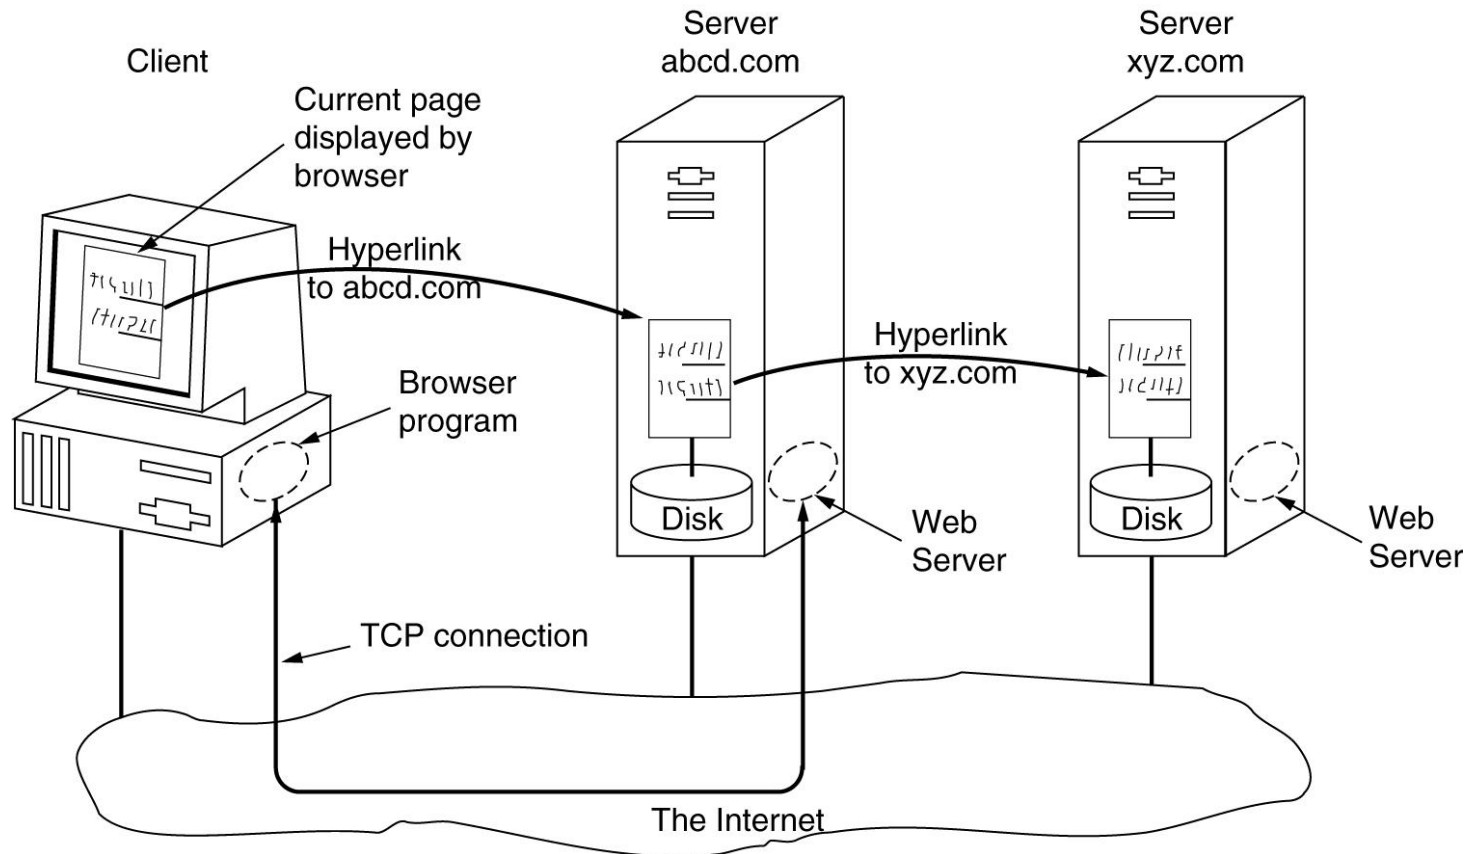 Client
Server
abcd.com
Server
xyz.com
Current page
displayed by
browser
Hyperlink
to abcd.com
Hyperlink
to xyz.com
Browser
program
Disk
Web
Server
Disk
Web
Server
TCP connection
The Internet